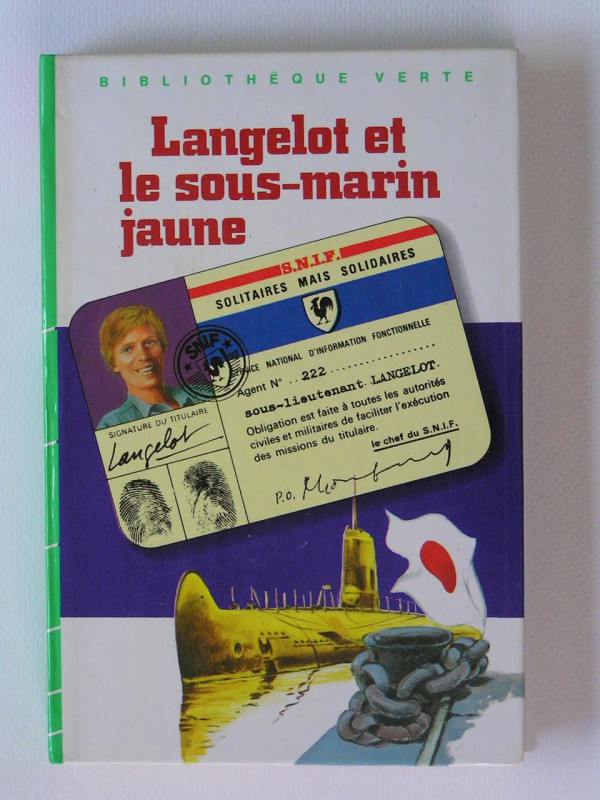 BIBLIOTHÈQUE VERTE
Langelot et
le sous-marin
jaune
S.N.I.F.
SOLITAIRES MAIS SOLIDAIRES
SNIF
SERVICE NATIONAL D'INFORMATION FONCTIONNELLE
Agent N° ..222..................
sous-lieutenant LANGELOT.
Obligation est faite à toutes les autorités
civiles et militaires de faciliter l'exécution
des missions du titulaire.
le chef du S.N.I.F.
P.O.
SIGNATURE DU TITULAIRE
Langelot